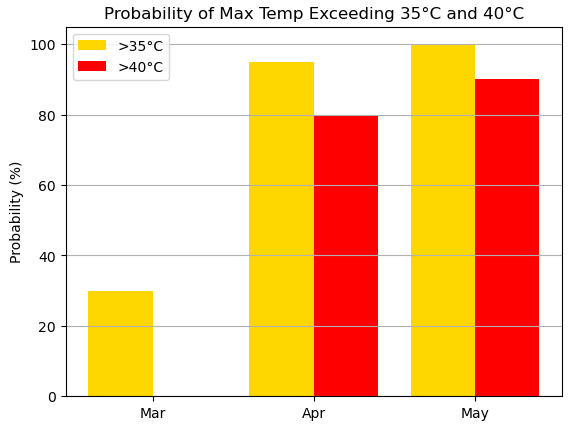 Probability of Max Temp Exceeding 35°C and 40°C
>35°C
>40°C
Probability (%)
100
80
60
40
20
0
Mar
Apr
May